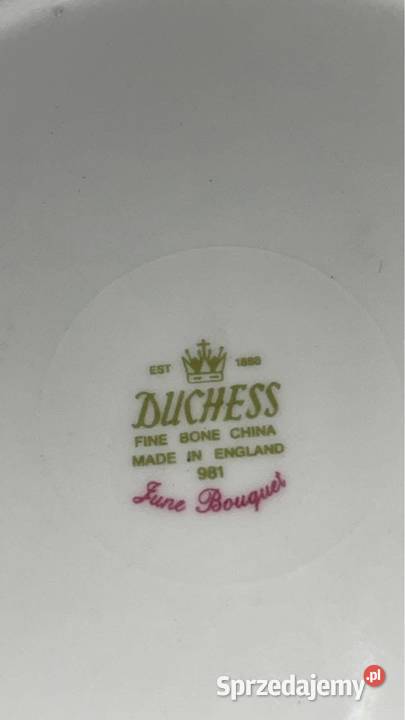 EST 1888
DUCHESS
FINE BONE CHINA
MADE IN ENGLAND
981
June Bouquet
Sprzedajemy.pl